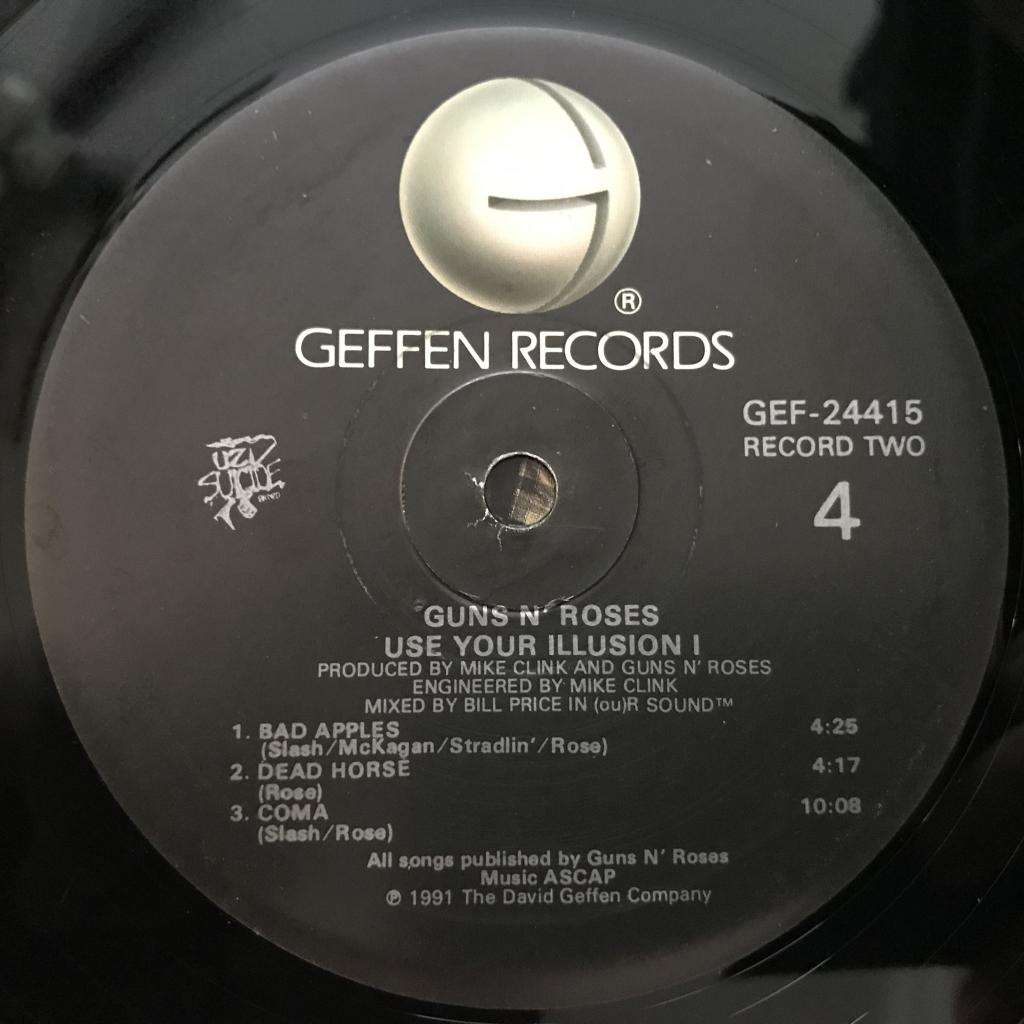 ®
GEFFEN RECORDS
GEF-24415
RECORD TWO
UZI
SUICIDE
4
GUNS N' ROSES
USE YOUR ILLUSION I
PRODUCED BY MIKE CLINK AND GUNS N' ROSES
ENGINEERED BY MIKE CLINK
MIXED BY BILL PRICE IN (ou)R SOUND™
1. BAD APPLES 4:25
(Slash/McKagan/Stradlin'/Rose)
2. DEAD HORSE 4:17
(Rose)
3. COMA 10:08
(Slash/Rose)
All songs published by Guns N' Roses
Music ASCAP
℗ 1991 The David Geffen Company